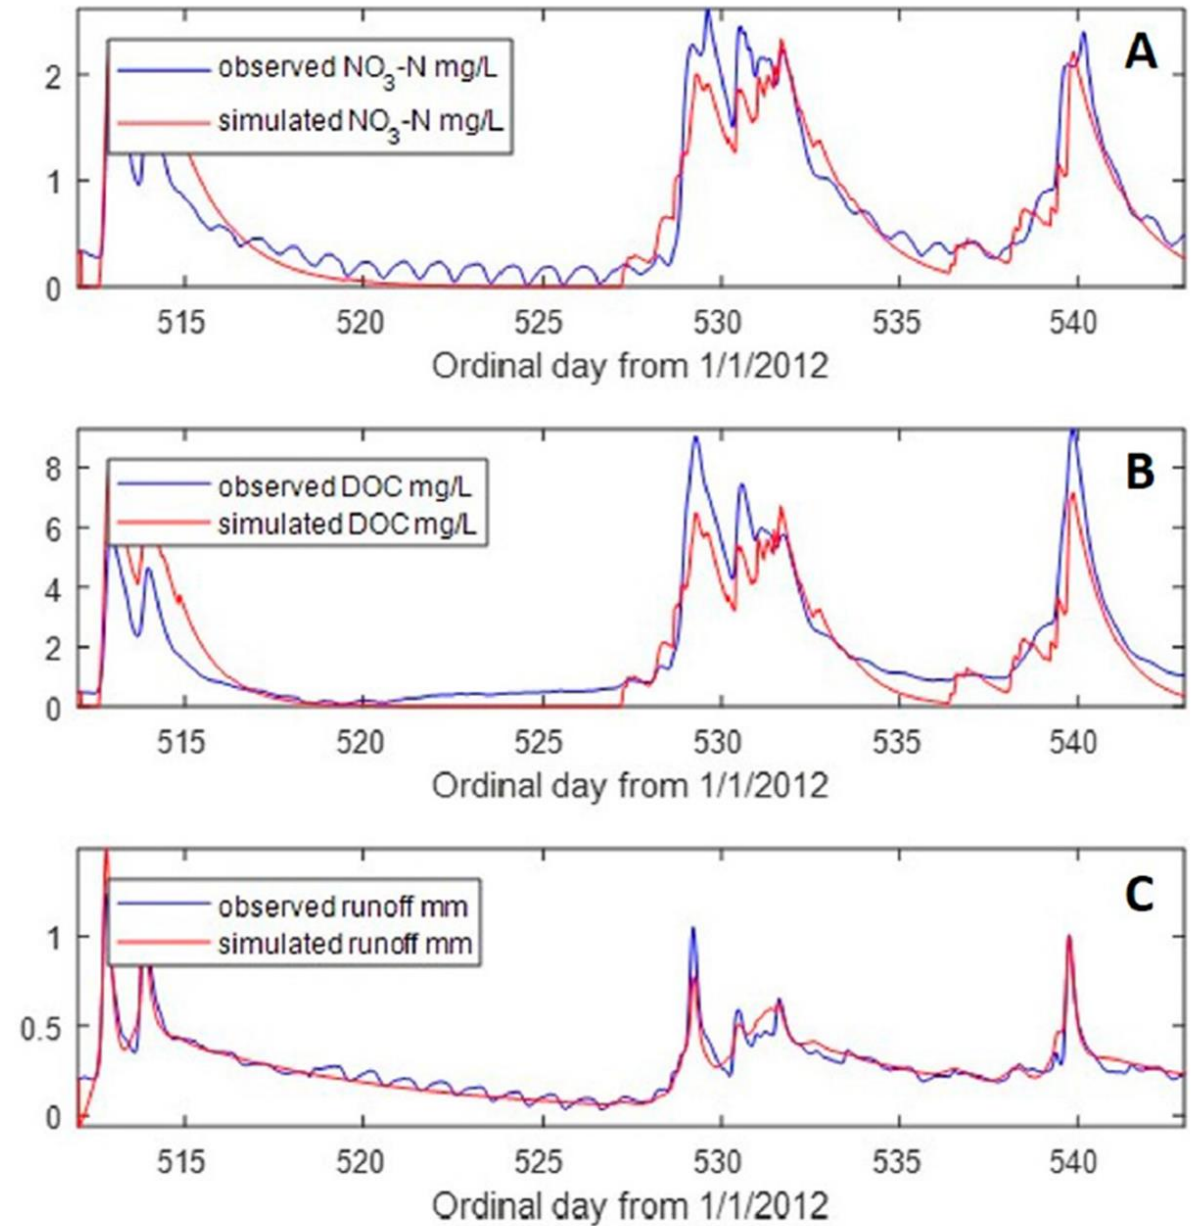 A
observed NO3-N mg/L
simulated NO3-N mg/L
2
1
0
515 520 525 530 535 540
Ordinal day from 1/1/2012
B
observed DOC mg/L
simulated DOC mg/L
8
6
4
2
0
515 520 525 530 535 540
Ordinal day from 1/1/2012
C
observed runoff mm
simulated runoff mm
1
0.5
0
515 520 525 530 535 540
Ordinal day from 1/1/2012